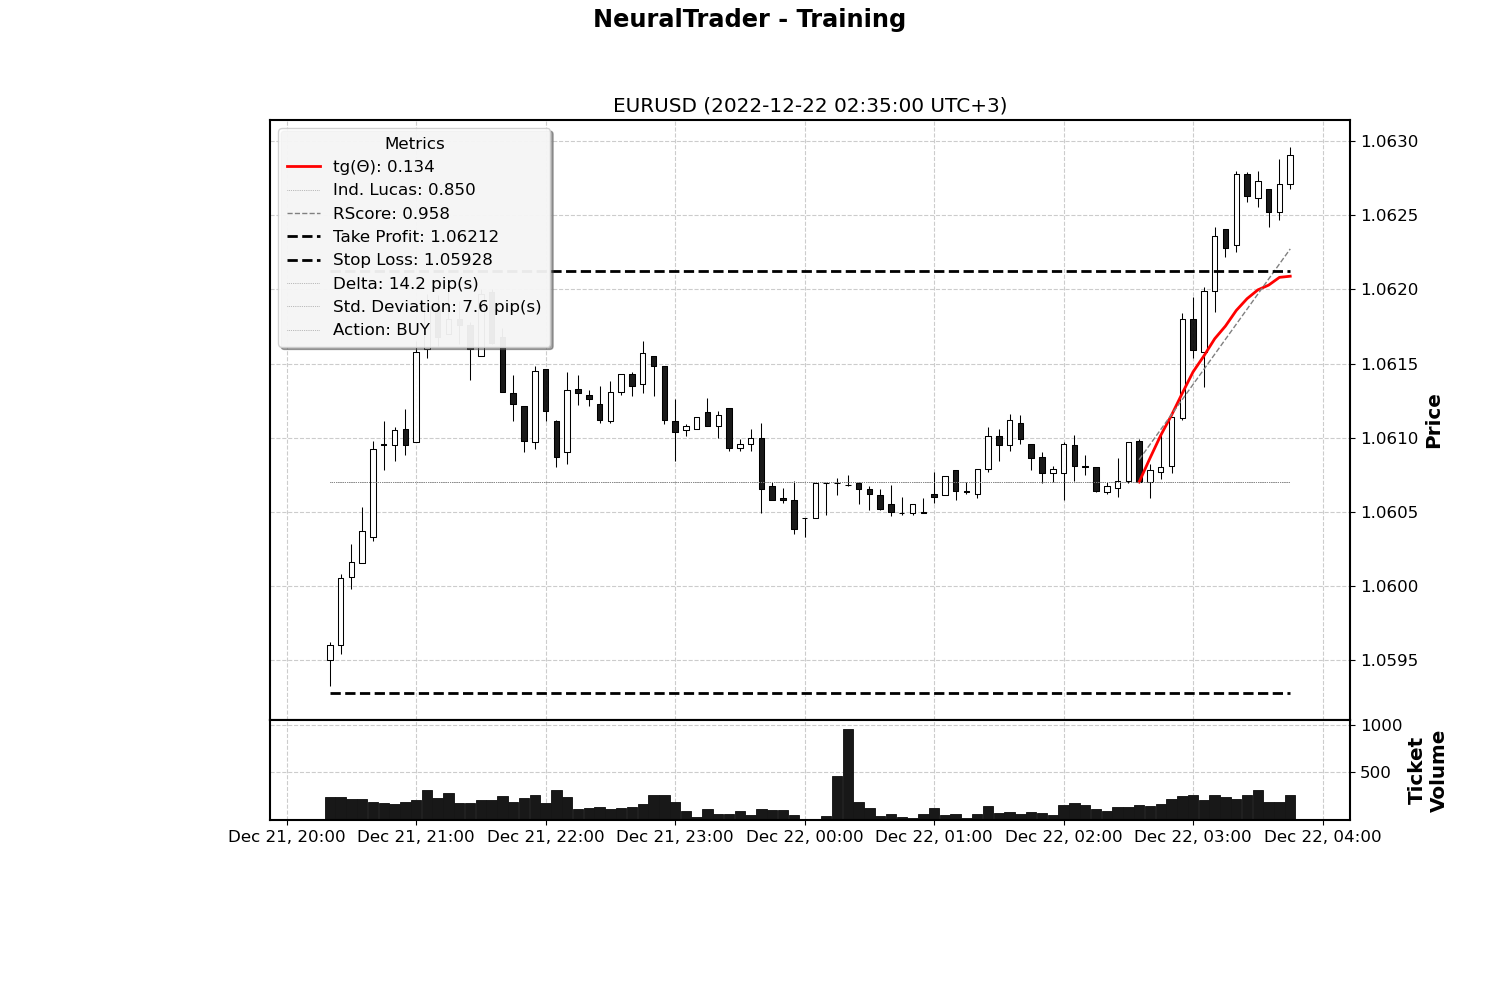 NeuralTrader - Training
EURUSD (2022-12-22 02:35:00 UTC+3)
Metrics
tg(Θ): 0.134
Ind. Lucas: 0.850
RScore: 0.958
Take Profit: 1.06212
Stop Loss: 1.05928
Delta: 14.2 pip(s)
Std. Deviation: 7.6 pip(s)
Action: BUY
1.0630
1.0625
1.0620
1.0615
1.0610
1.0605
1.0600
1.0595
Price
1000
500
Ticket
Volume
Dec 21, 20:00 Dec 21, 21:00 Dec 21, 22:00 Dec 21, 23:00 Dec 22, 00:00 Dec 22, 01:00 Dec 22, 02:00 Dec 22, 03:00 Dec 22, 04:00